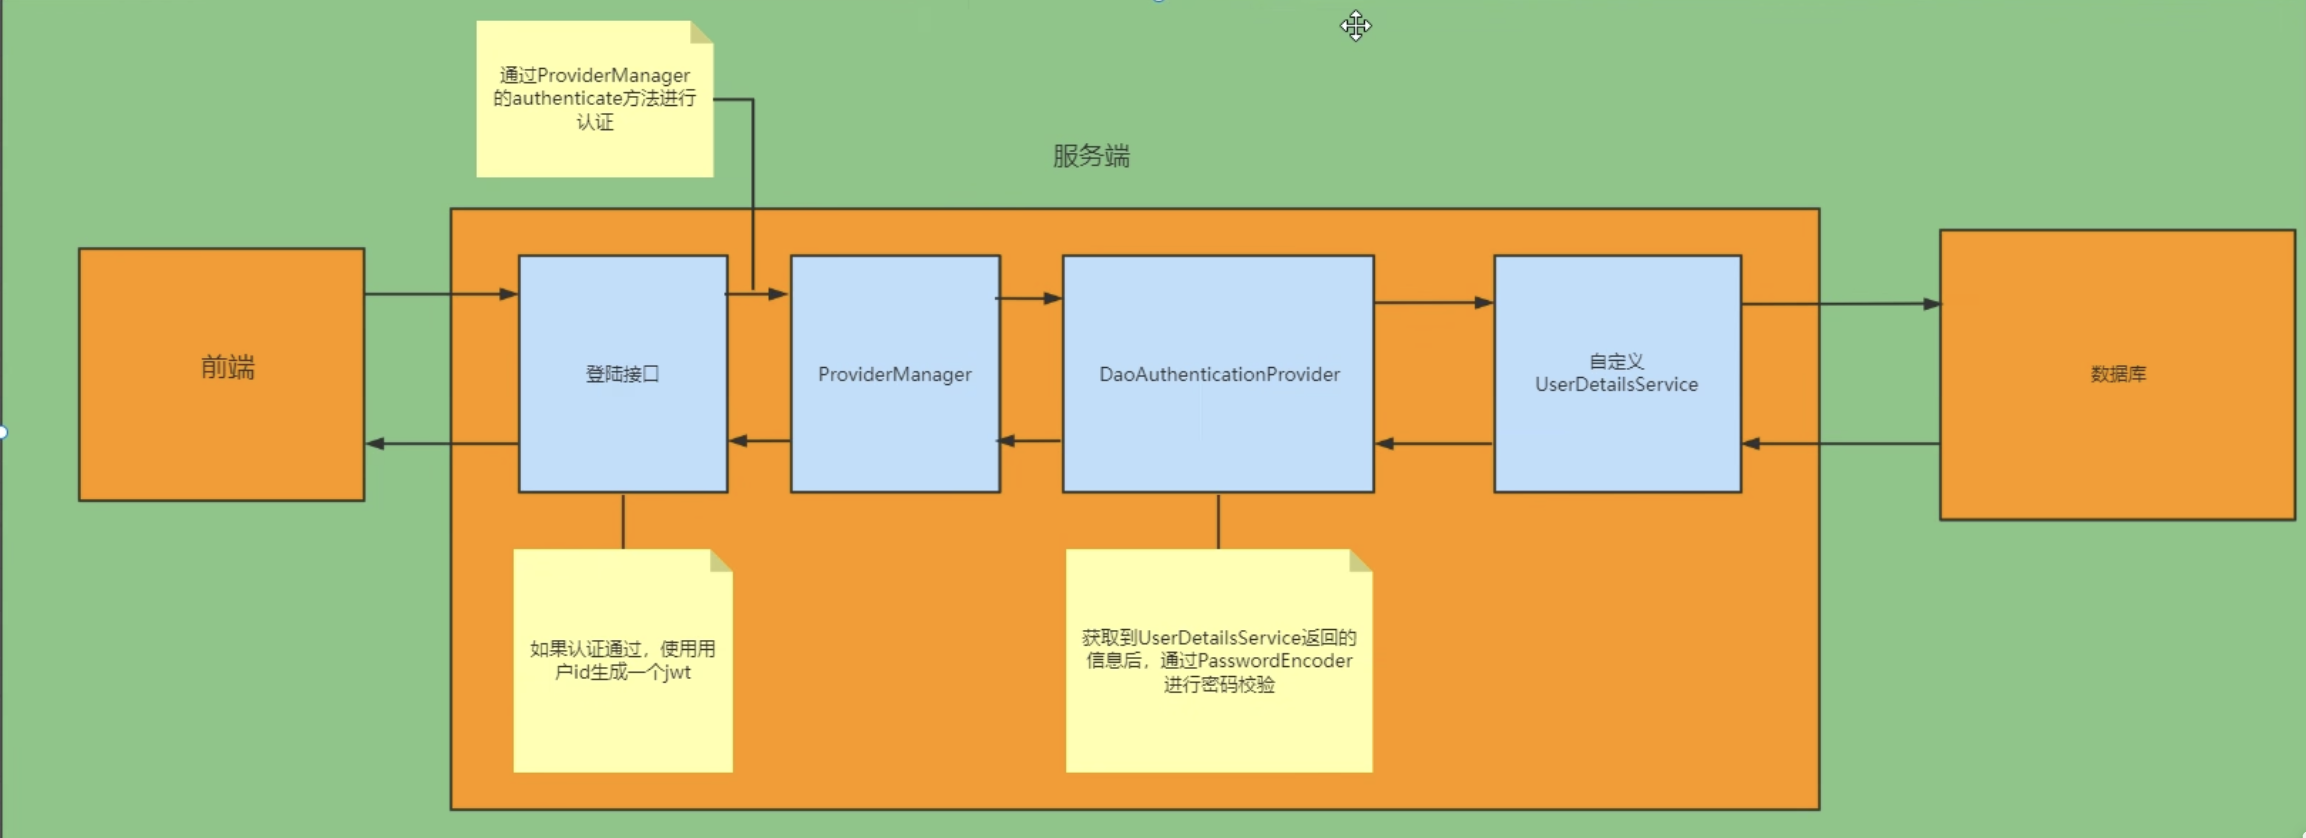 通过ProviderManager
的authenticate方法进行
认证
服务端
前端
登陆接口
ProviderManager
DaoAuthenticationProvider
自定义
UserDetailsService
数据库
如果认证通过，使用用
户id生成一个jwt
获取到UserDetailsService返回的
信息后，通过PasswordEncoder
进行密码校验